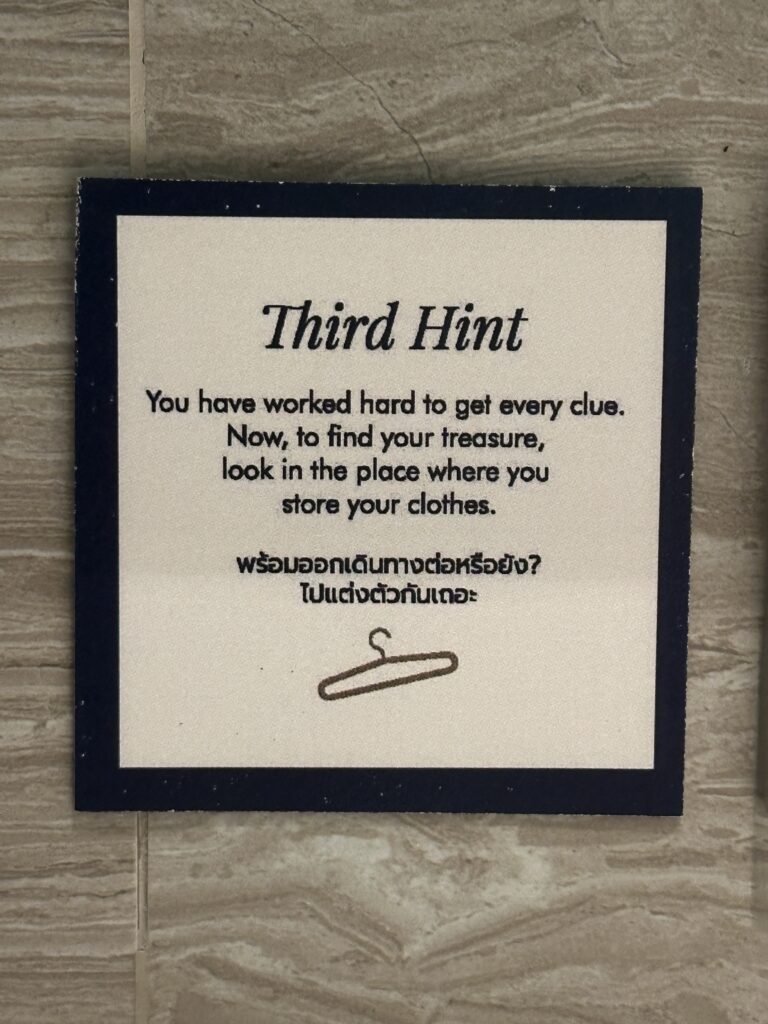 Third Hint
You have worked hard to get every clue.
Now, to find your treasure,
look in the place where you
store your clothes.
พร้อมออกเดินทางต่อหรือยัง?
ไปแต่งตัวกันเถอะ